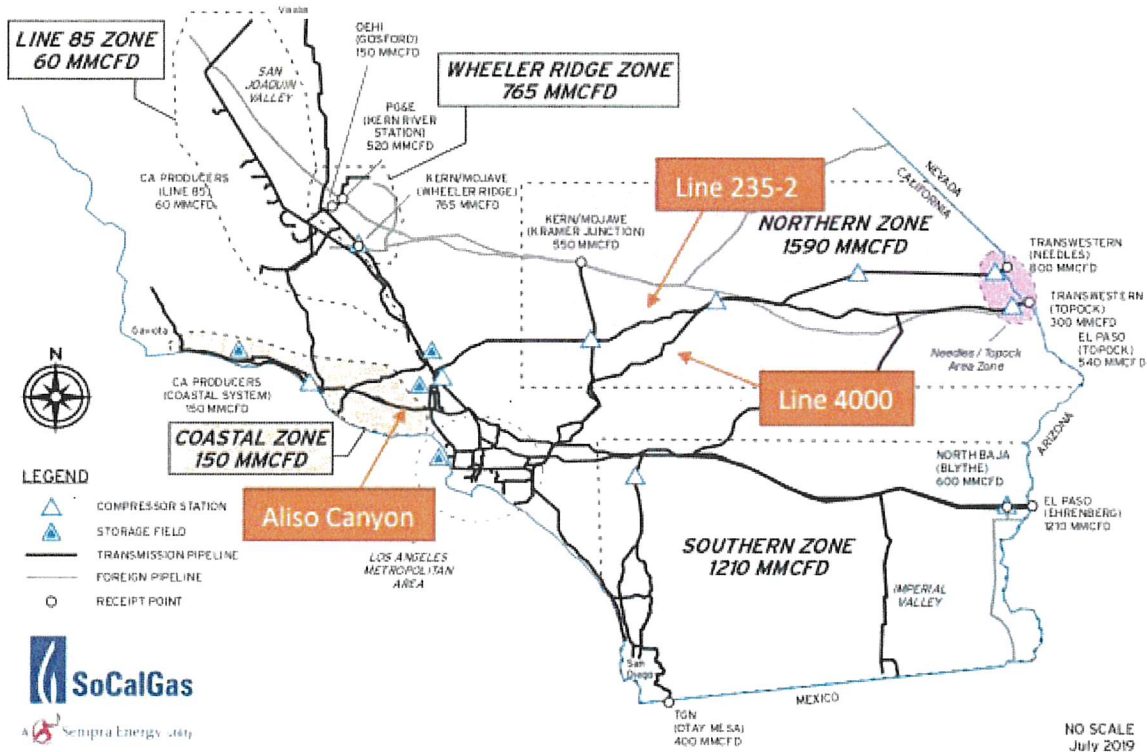 Visalia
LINE 85 ZONE
60 MMCFD
OEHI
(GOSFORD)
150 MMCFD
SAN
JOAQUIN
VALLEY
WHEELER RIDGE ZONE
765 MMCFD
PG&E
(KERN RIVER
STATION)
520 MMCFD
CA PRODUCERS
(LINE 85)
60 MMCFD
KERN/MOJAVE
(WHEELER RIDGE)
765 MMCFD
Line 235-2
NEVADA
CALIFORNIA
KERN/MOJAVE
(KRAMER JUNCTION)
550 MMCFD
NORTHERN ZONE
1590 MMCFD
TRANSWESTERN
(NEEDLES)
800 MMCFD
TRANSWESTERN
(TOPOCK)
300 MMCFD
EL PASO
(TOPOCK)
540 MMCFD
Needles / Topock
Area Zone
Gaviota
N
CA PRODUCERS
(COASTAL SYSTEM)
150 MMCFD
Line 4000
COASTAL ZONE
150 MMCFD
ARIZONA
NORTH BAJA
(BLYTHE)
600 MMCFD
EL PASO
(EHRENBERG)
1210 MMCFD
Aliso Canyon
LEGEND
COMPRESSOR STATION
STORAGE FIELD
TRANSMISSION PIPELINE
FOREIGN PIPELINE
RECEIPT POINT
LOS ANGELES
METROPOLITAN
AREA
SOUTHERN ZONE
1210 MMCFD
IMPERIAL
VALLEY
San
Diego
MEXICO
TGN
(OTAY MESA)
400 MMCFD
SoCalGas
A Sempra Energy utility
NO SCALE
July 2019